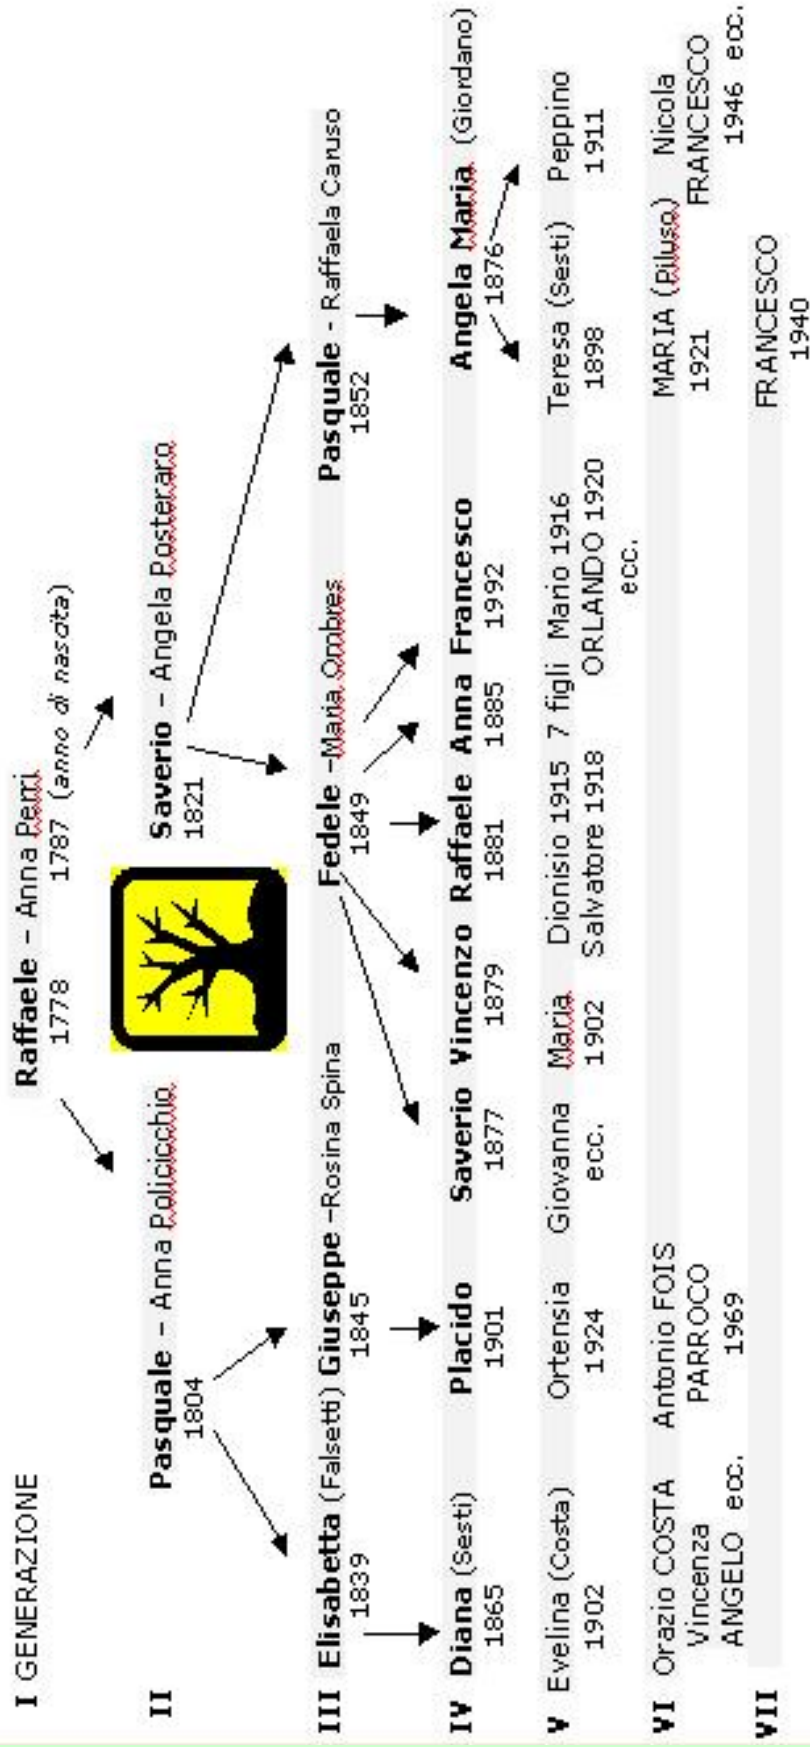 I GENERAZIONE Raffaele – Anna Perri
1778 1787 (anno di nascita)
II Pasquale – Anna Policicchio Saverio – Angela Posteraro
1804 1821
III Elisabetta (Falsetti) Giuseppe –Rosina Spina Fedele –Maria Ombres Pasquale - Raffaela Caruso
1839 1845 1849 1852
IV Diana (Sesti) Placido Saverio Vincenzo Raffaele Anna Francesco Angela Maria (Giordano)
1865 1901 1877 1879 1881 1885 1992 1876
V Evelina (Costa) Ortensia Giovanna Maria Dionisio 1915 7 figli Mario 1916 Teresa (Sesti) Peppino
1902 1924 ecc. 1902 Salvatore 1918 ORLANDO 1920 1898 1911
ecc.
VI Orazio COSTA Antonio FOIS MARIA (Piluso) Nicola
Vincenza PARROCO 1921 FRANCESCO
ANGELO ecc. 1969 1946 ecc.
VII FRANCESCO
1940